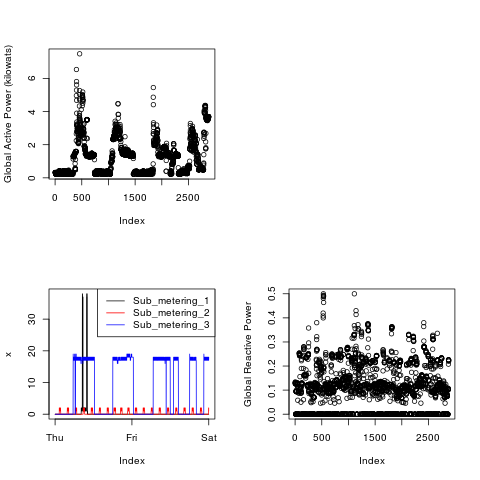 Global Active Power (kilowats)
6
4
2
0
0 500 1500 2500
Index
x
30
20
10
0
Sub_metering_1
Sub_metering_2
Sub_metering_3
Thu Fri Sat
Index
Global Reactive Power
0.5
0.4
0.3
0.2
0.1
0.0
0 500 1500 2500
Index